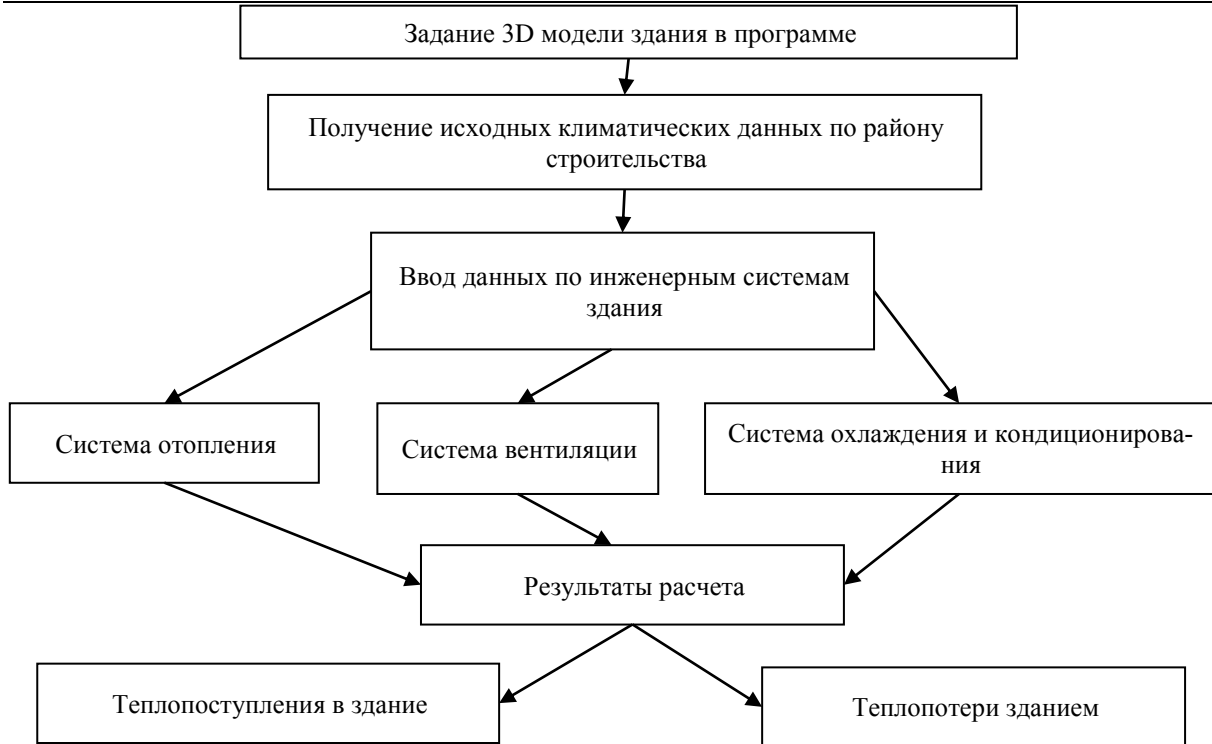 Задание 3D модели здания в программе
Получение исходных климатических данных по району
строительства
Ввод данных по инженерным системам
здания
Система отопления
Система вентиляции
Система охлаждения и кондиционирова-
ния
Результаты расчета
Теплопоступления в здание
Теплопотери зданием